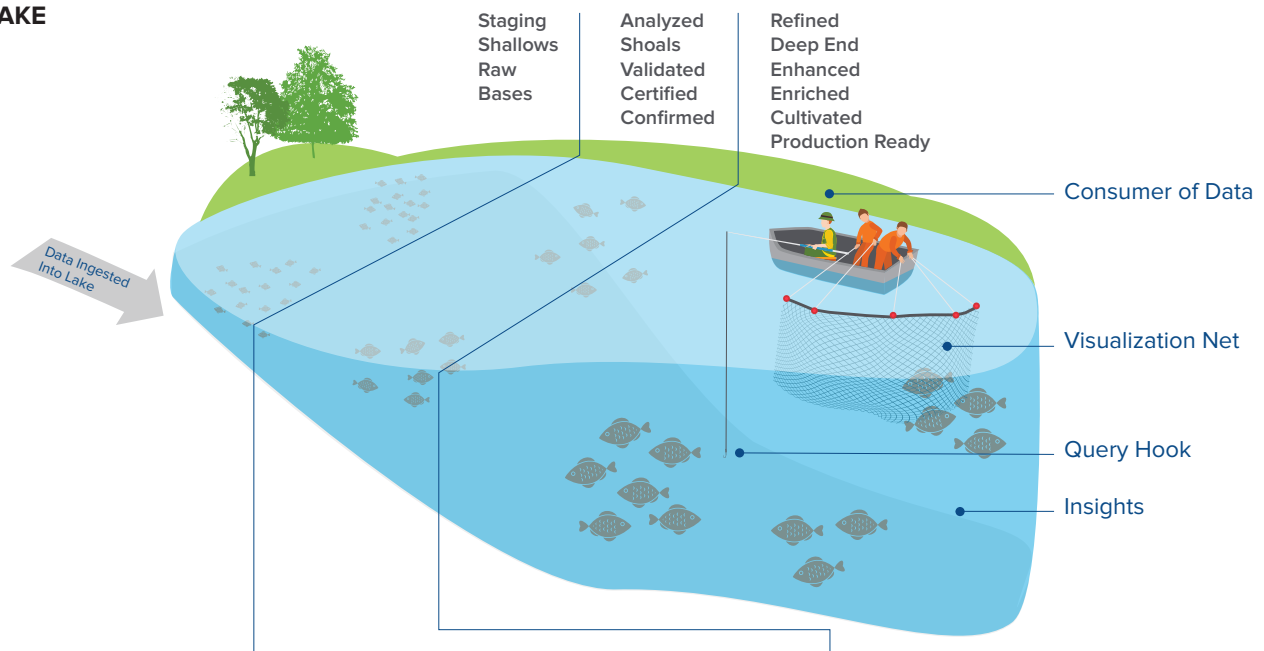 AKE
Staging
Shallows
Raw
Bases
Analyzed
Shoals
Validated
Certified
Confirmed
Refined
Deep End
Enhanced
Enriched
Cultivated
Production Ready
Consumer of Data
Data Ingested
Into Lake
Visualization Net
Query Hook
Insights